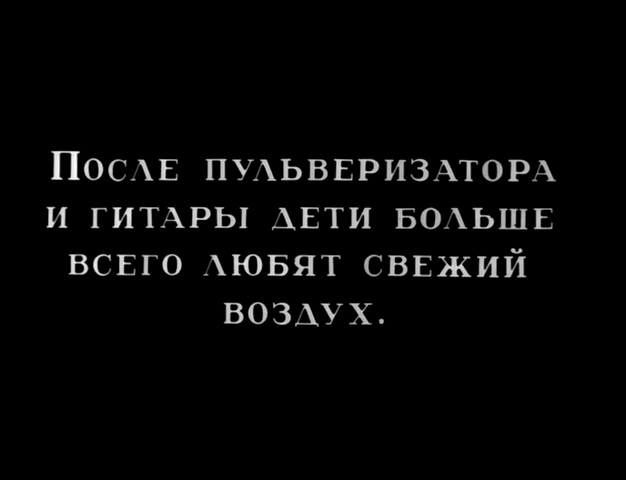 После пульверизатора
и гитары дети больше
всего любят свежий
воздух.